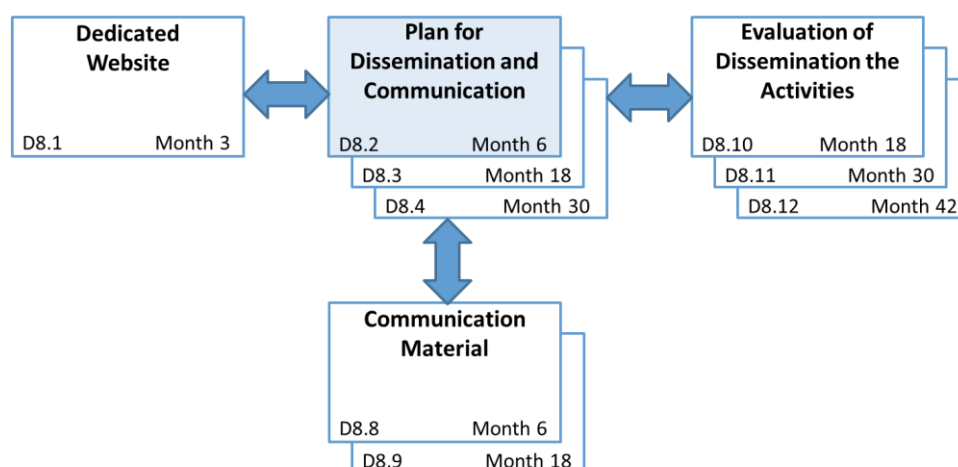 Dedicated
Website
D8.1 Month 3
Plan for
Dissemination and
Communication
D8.2 Month 6
D8.3 Month 18
D8.4 Month 30
Evaluation of
Dissemination the
Activities
D8.10 Month 18
D8.11 Month 30
D8.12 Month 42
Communication
Material
D8.8 Month 6
D8.9 Month 18